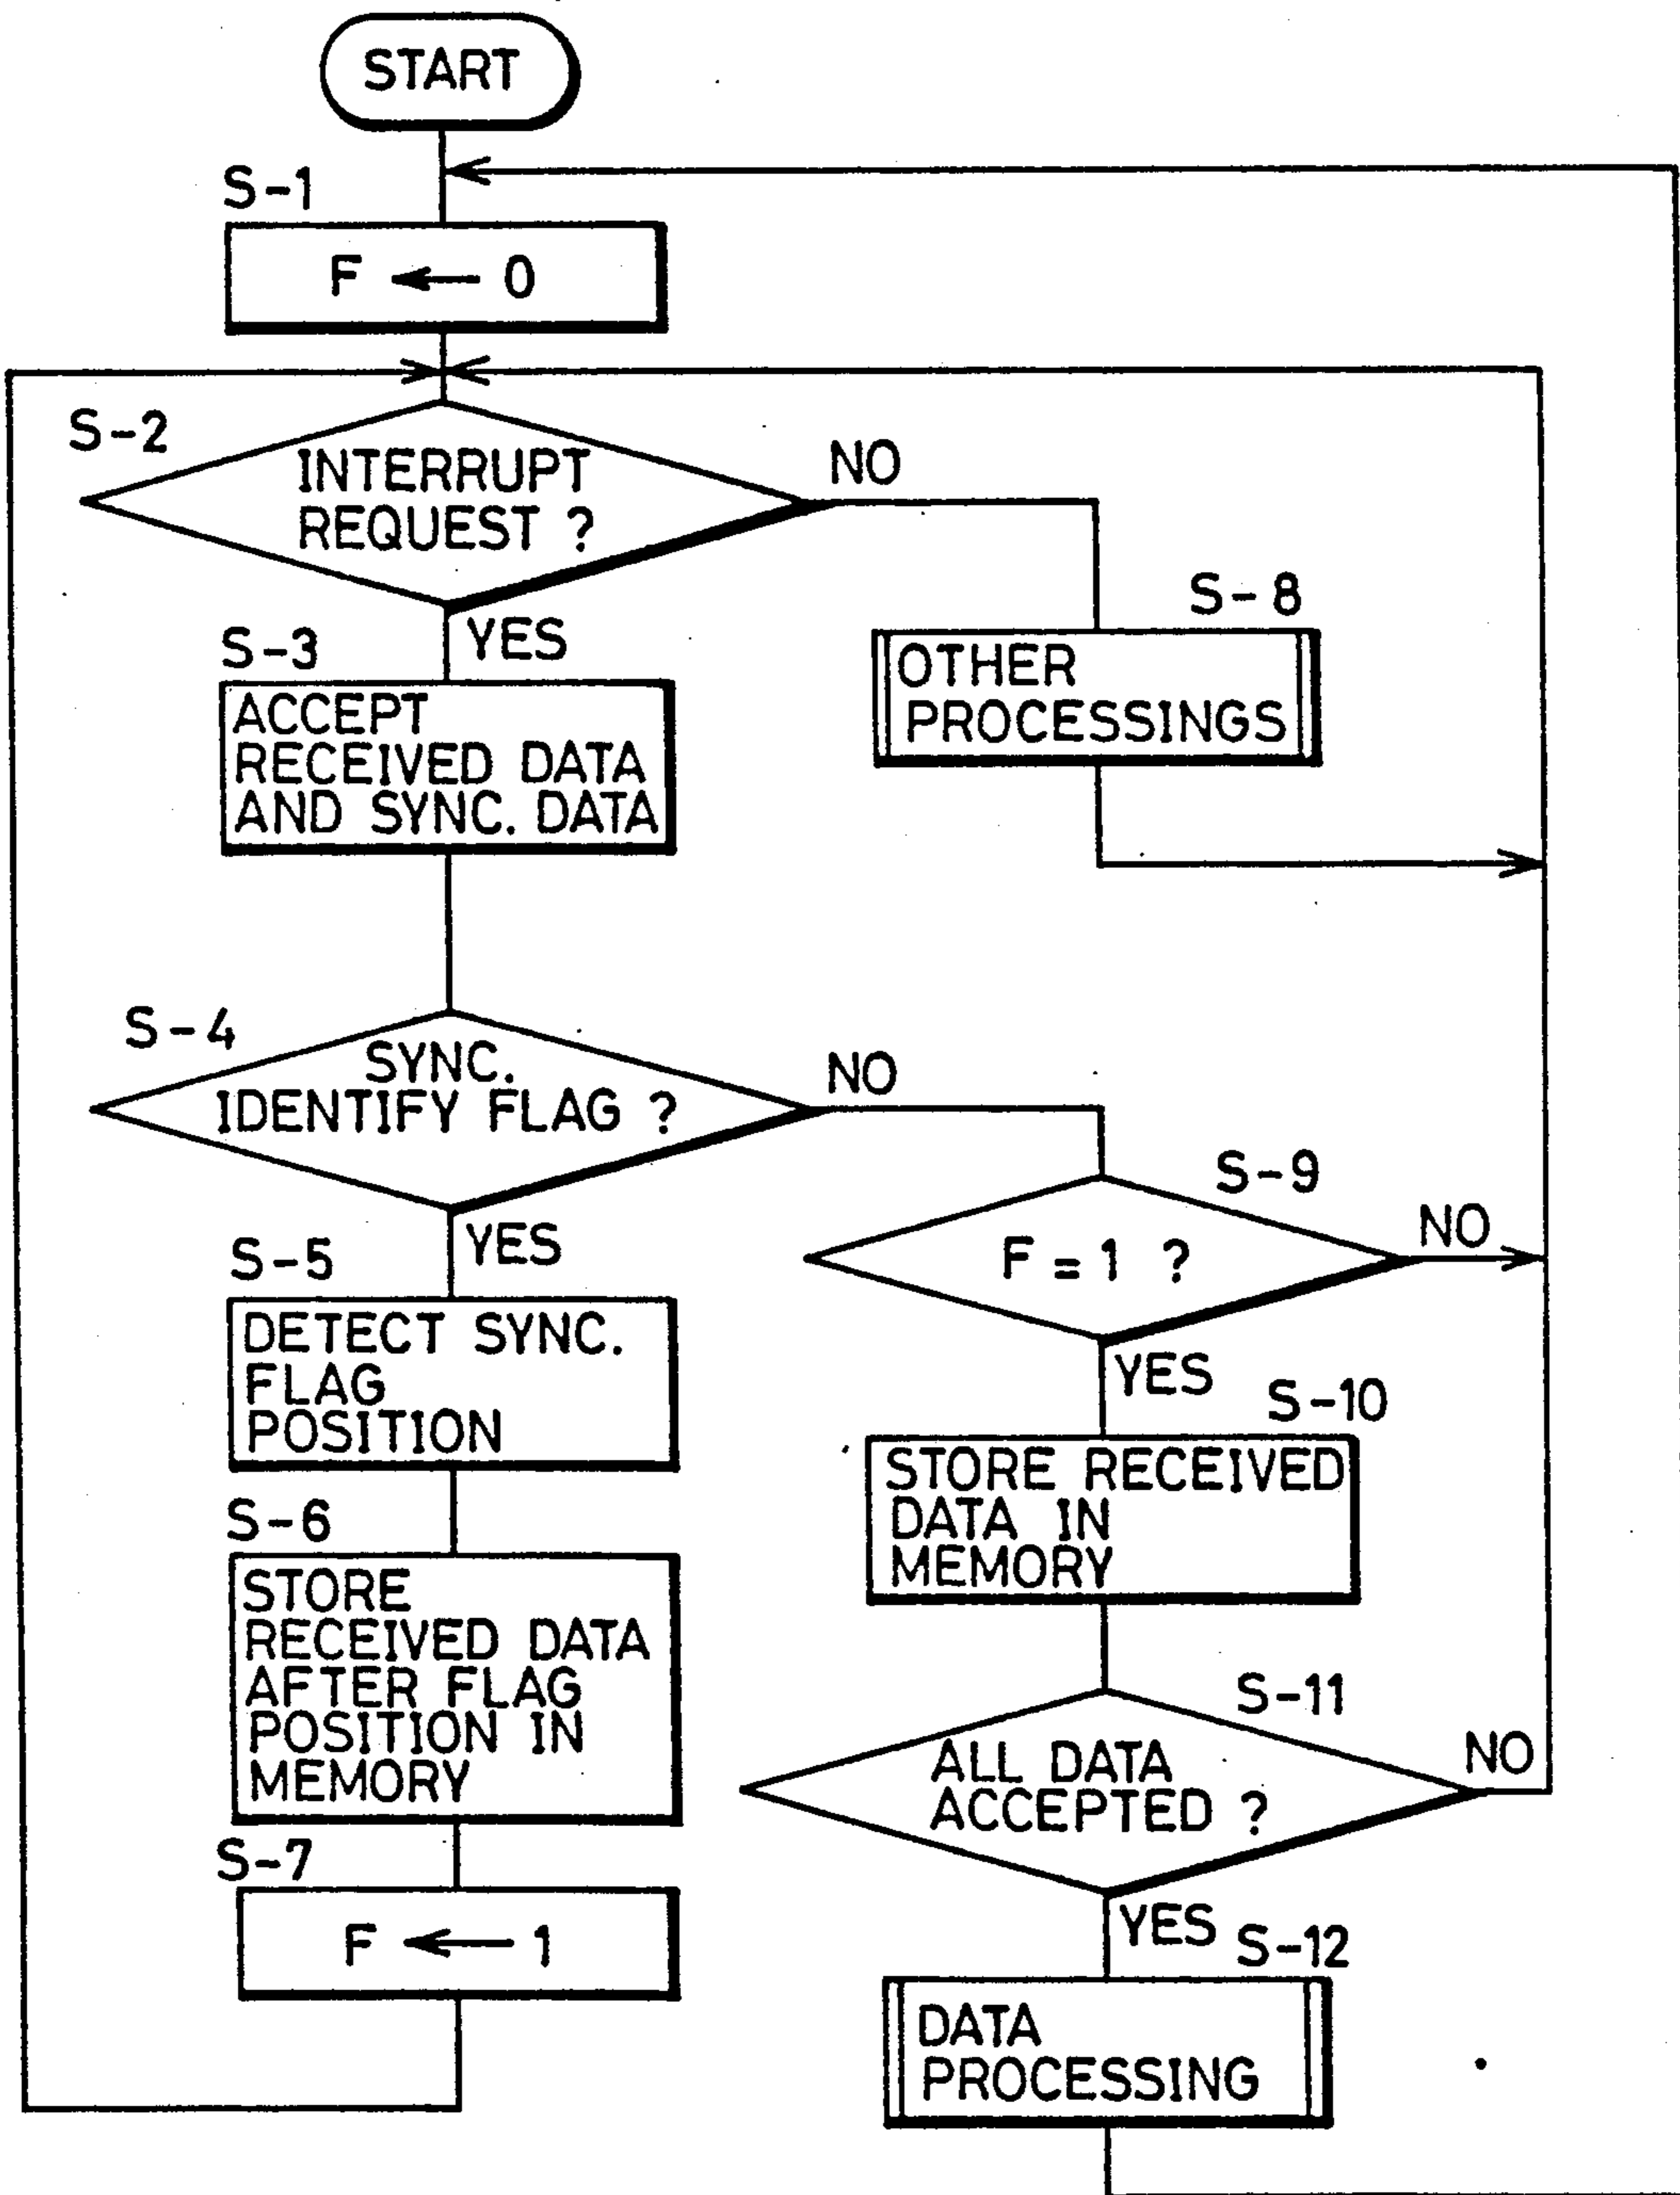 START
S-1
F ← 0
S-2
INTERRUPT
REQUEST ?
NO
YES
S-3
ACCEPT
RECEIVED DATA
AND SYNC. DATA
S-8
OTHER
PROCESSINGS
S-4
SYNC.
IDENTIFY FLAG ?
NO
YES
S-9
F = 1 ?
NO
YES
S-5
DETECT SYNC.
FLAG
POSITION
S-10
STORE RECEIVED
DATA IN
MEMORY
S-6
STORE
RECEIVED DATA
AFTER FLAG
POSITION IN
MEMORY
S-11
ALL DATA
ACCEPTED ?
NO
YES
S-7
F ← 1
S-12
DATA
PROCESSING